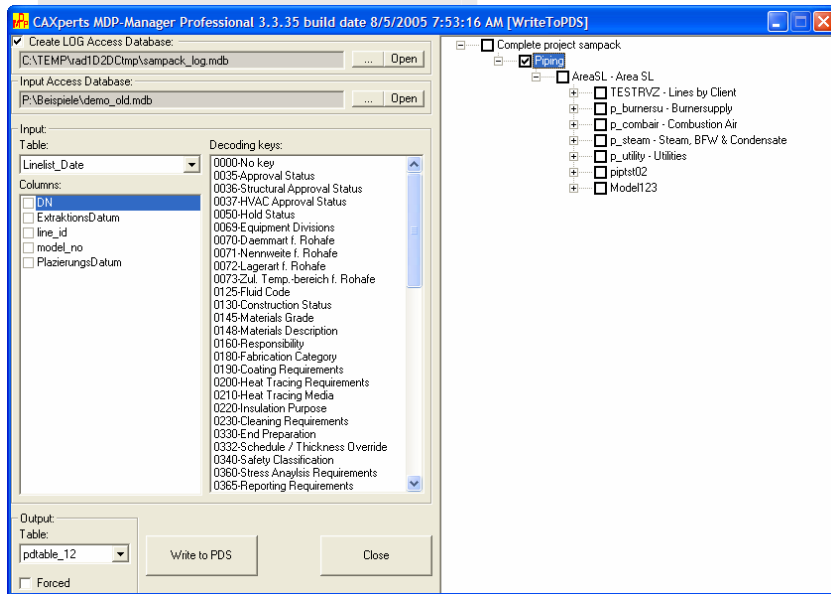 CAXperts MDP-Manager Professional 3.3.35 build date 8/5/2005 7:53:16 AM [WriteToPDS]
Create LOG Access Database:
C:\TEMP\rad1D2DCtmp\sampack_log.mdb
... Open
Input Access Database:
P:\Beispiele\demo_old.mdb
... Open
Input:
Table:
Linelist_Date
Columns:
DN
ExtraktionsDatum
line_id
model_no
PlazierungsDatum
Decoding keys:
0000-No key
0035-Approval Status
0036-Structural Approval Status
0037-HVAC Approval Status
0050-Hold Status
0069-Equipment Divisions
0070-Daemmart f. Rohafe
0071-Nennweite f. Rohafe
0072-Lagerart f. Rohafe
0073-Zul. Temp.-bereich f. Rohafe
0125-Fluid Code
0130-Construction Status
0145-Materials Grade
0148-Materials Description
0160-Responsibility
0180-Fabrication Category
0190-Coating Requirements
0200-Heat Tracing Requirements
0210-Heat Tracing Media
0220-Insulation Purpose
0230-Cleaning Requirements
0330-End Preparation
0332-Schedule / Thickness Override
0340-Safety Classification
0360-Stress Anaylsis Requirements
0365-Reporting Requirements
Output:
Table:
pdtable_12
Forced
Write to PDS
Close
Complete project sampack
Piping
AreaSL - Area SL
TESTRVZ - Lines by Client
p_burnersu - Burnersupply
p_combair - Combustion Air
p_steam - Steam, BFW & Condensate
p_utility - Utilities
piptst02
Model123